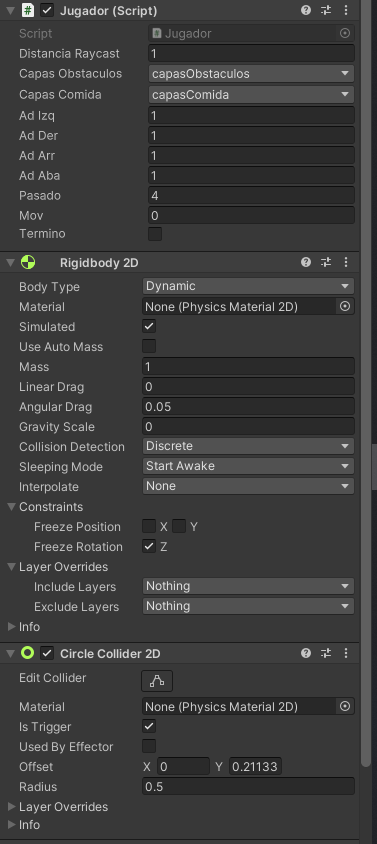 # Jugador (Script)
Script # Jugador
Distancia Raycast 1
Capas Obstaculos capasObstaculos
Capas Comida capasComida
Ad Izq 1
Ad Der 1
Ad Arr 1
Ad Aba 1
Pasado 4
Mov 0
Termino
Rigidbody 2D
Body Type Dynamic
Material None (Physics Material 2D)
Simulated
Use Auto Mass
Mass 1
Linear Drag 0
Angular Drag 0.05
Gravity Scale 0
Collision Detection Discrete
Sleeping Mode Start Awake
Interpolate None
Constraints
Freeze Position X Y
Freeze Rotation Z
Layer Overrides
Include Layers Nothing
Exclude Layers Nothing
Info
Circle Collider 2D
Edit Collider
Material None (Physics Material 2D)
Is Trigger
Used By Effector
Offset X 0 Y 0.21133
Radius 0.5
Layer Overrides
Info